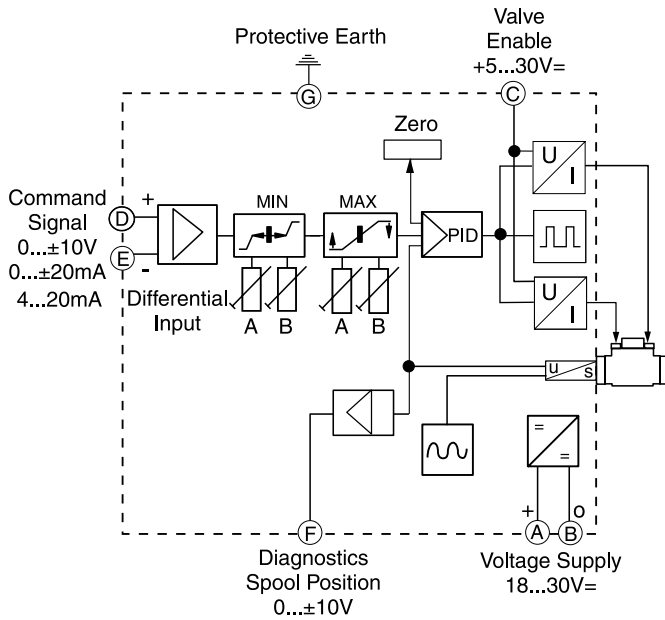 Protective Earth
G
Valve
Enable
+5...30V=
C
Zero
U
I
Command
Signal
0...±10V
0...±20mA
4...20mA
D
+
E
-
MIN
MAX
PID
Differential
Input
A B
A B
U
I
u
s
=
=
+ o
F
A B
Diagnostics
Spool Position
0...±10V
Voltage Supply
18...30V=